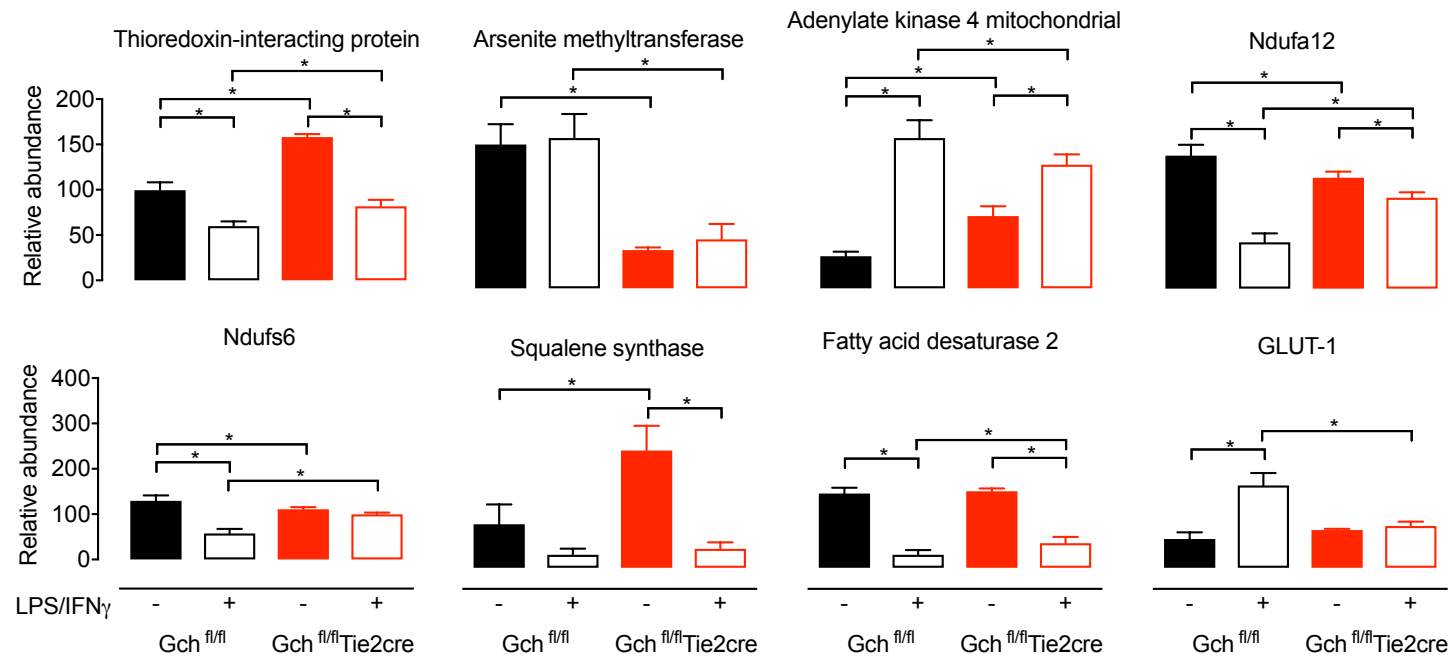 Thioredoxin-interacting protein
Arsenite methyltransferase
Adenylate kinase 4 mitochondrial
Ndufa12
Relative abundance
200
150
100
50
0
* * * *
* *
* * * *
* * * *
Ndufs6
Squalene synthase
Fatty acid desaturase 2
GLUT-1
Relative abundance
400
300
200
100
0
* * *
* *
* * *
* *
LPS/IFNγ - + - + - + - + - + - + - + - +
Gch fl/fl Gch fl/flTie2cre Gch fl/fl Gch fl/flTie2cre Gch fl/fl Gch fl/flTie2cre Gch fl/fl Gch fl/flTie2cre